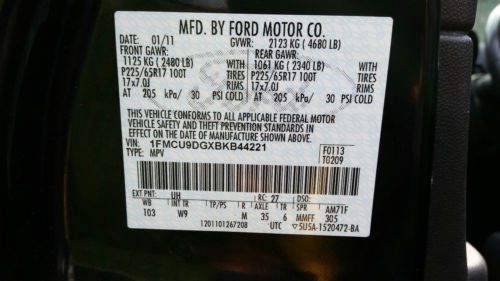 MFD. BY FORD MOTOR CO.
DATE: 01/11 GVWR: 2123 KG ( 4680 LB)
FRONT GAWR: REAR GAWR:
1125 KG ( 2480 LB) 1061 KG ( 2340 LB)
P225/65R17 100T TIRES P225/65R17 100T TIRES
17x7.0J RIMS 17x7.0J RIMS
AT 205 kPa/ 30 PSI COLD AT 205 kPa/ 30 PSI COLD
THIS VEHICLE CONFORMS TO ALL APPLICABLE FEDERAL MOTOR
VEHICLE SAFETY AND BUMPER STANDARDS IN EFFECT ON THE
DATE OF MANUFACTURE SHOWN ABOVE.
VIN: 1FMCU9DGXBKB44221 F0113
TYPE: MPV T0209
EXT PNT: UH RC: 27 DSO:
WB INT TR TP/PS R AXLE TR SPR AM71F
103 W9 M 35 6 MMFF 305
1201101267208 UTC 5U5A-1520472-BA